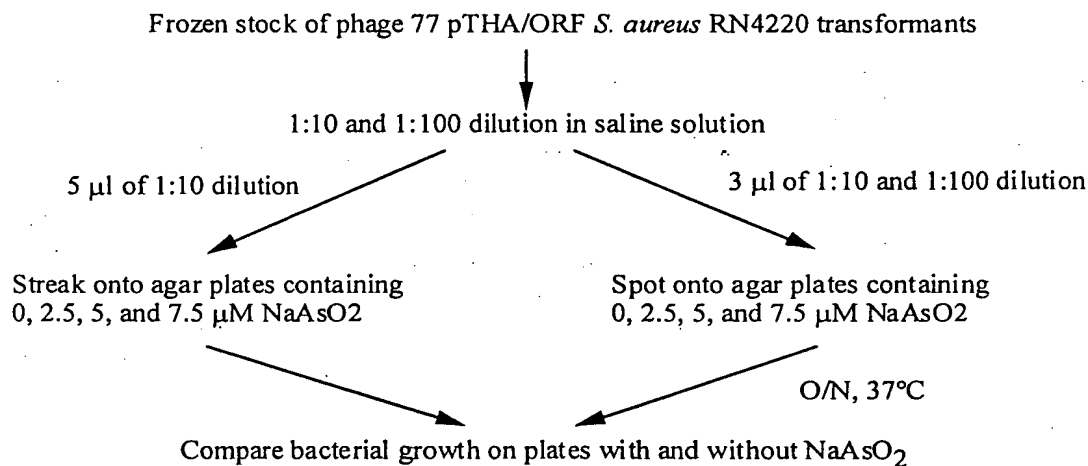 Frozen stock of phage 77 pTHA/ORF S. aureus RN4220 transformants
1:10 and 1:100 dilution in saline solution
5 µl of 1:10 dilution
3 µl of 1:10 and 1:100 dilution
Streak onto agar plates containing
0, 2.5, 5, and 7.5 µM NaAsO2
Spot onto agar plates containing
0, 2.5, 5, and 7.5 µM NaAsO2
O/N, 37°C
Compare bacterial growth on plates with and without NaAsO2